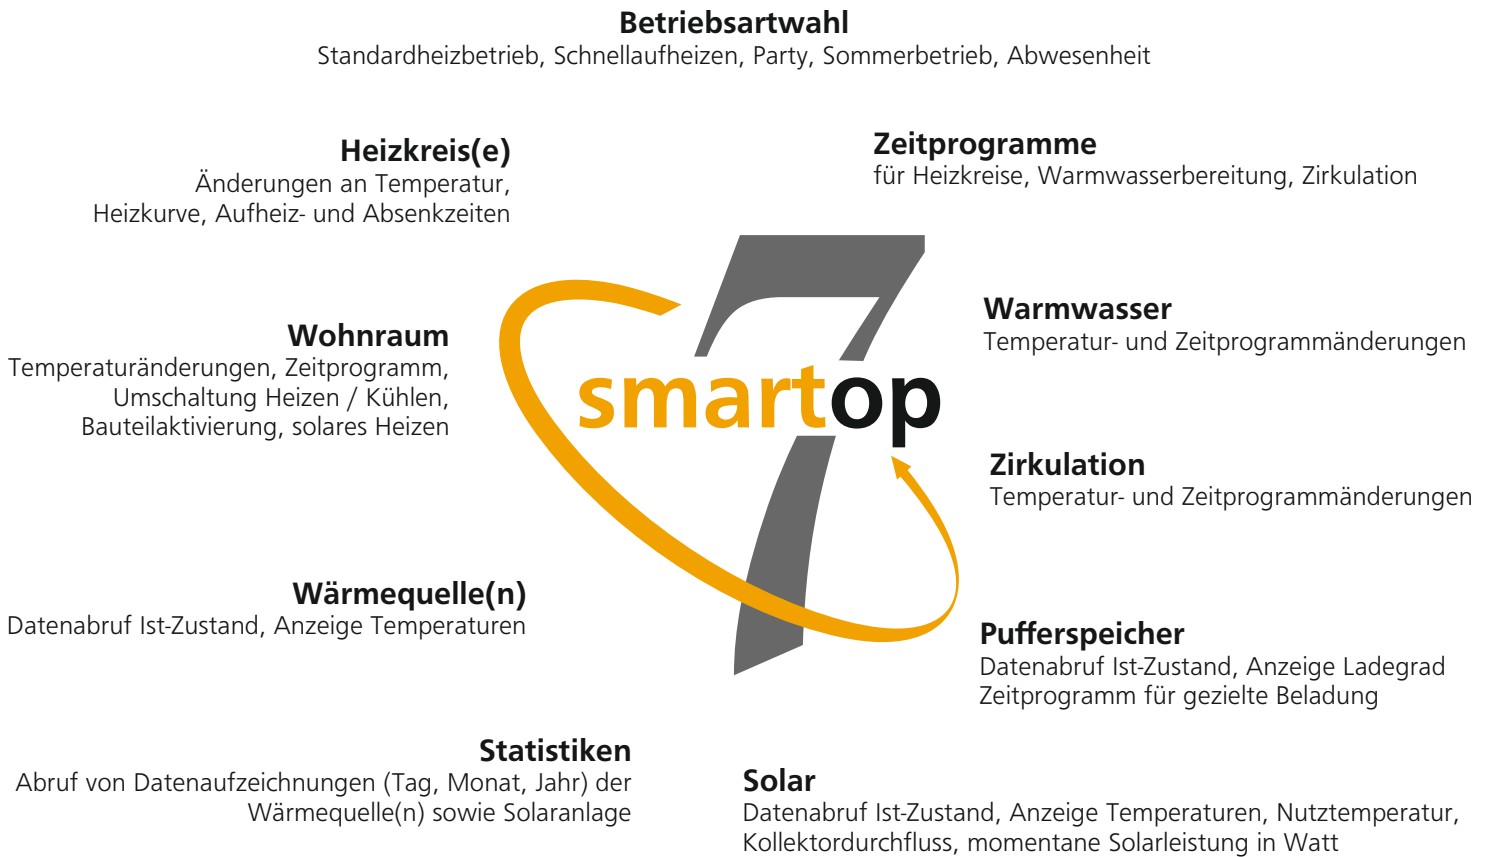 Betriebsartwahl
Standardheizbetrieb, Schnellaufheizen, Party, Sommerbetrieb, Abwesenheit
Heizkreis(e)
Änderungen an Temperatur,
Heizkurve, Aufheiz- und Absenkzeiten
Zeitprogramme
für Heizkreise, Warmwasserbereitung, Zirkulation
Wohnraum
Temperaturänderungen, Zeitprogramm,
Umschaltung Heizen / Kühlen,
Bauteilaktivierung, solares Heizen
7
smartop
Warmwasser
Temperatur- und Zeitprogrammänderungen
Zirkulation
Temperatur- und Zeitprogrammänderungen
Wärmequelle(n)
Datenabruf Ist-Zustand, Anzeige Temperaturen
Pufferspeicher
Datenabruf Ist-Zustand, Anzeige Ladegrad
Zeitprogramm für gezielte Beladung
Statistiken
Abruf von Datenaufzeichnungen (Tag, Monat, Jahr) der
Wärmequelle(n) sowie Solaranlage
Solar
Datenabruf Ist-Zustand, Anzeige Temperaturen, Nutztemperatur,
Kollektordurchfluss, momentane Solarleistung in Watt